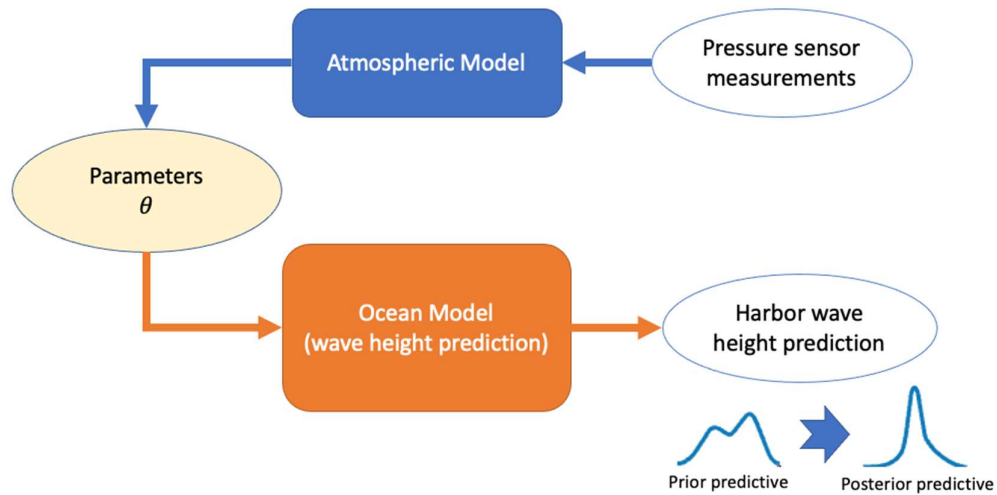 Atmospheric Model
Pressure sensor
measurements
Parameters
θ
Ocean Model
(wave height prediction)
Harbor wave
height prediction
Prior predictive
Posterior predictive